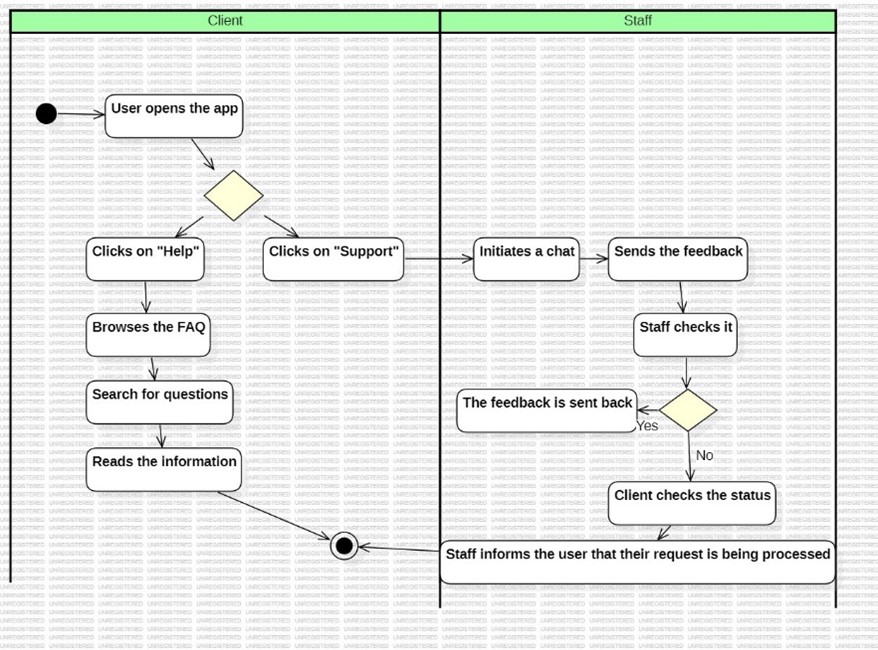 Client
Staff
User opens the app
Clicks on "Help"
Clicks on "Support"
Initiates a chat
Sends the feedback
Browses the FAQ
Staff checks it
Search for questions
The feedback is sent back
Yes
No
Reads the information
Client checks the status
Staff informs the user that their request is being processed
UNREGISTERED